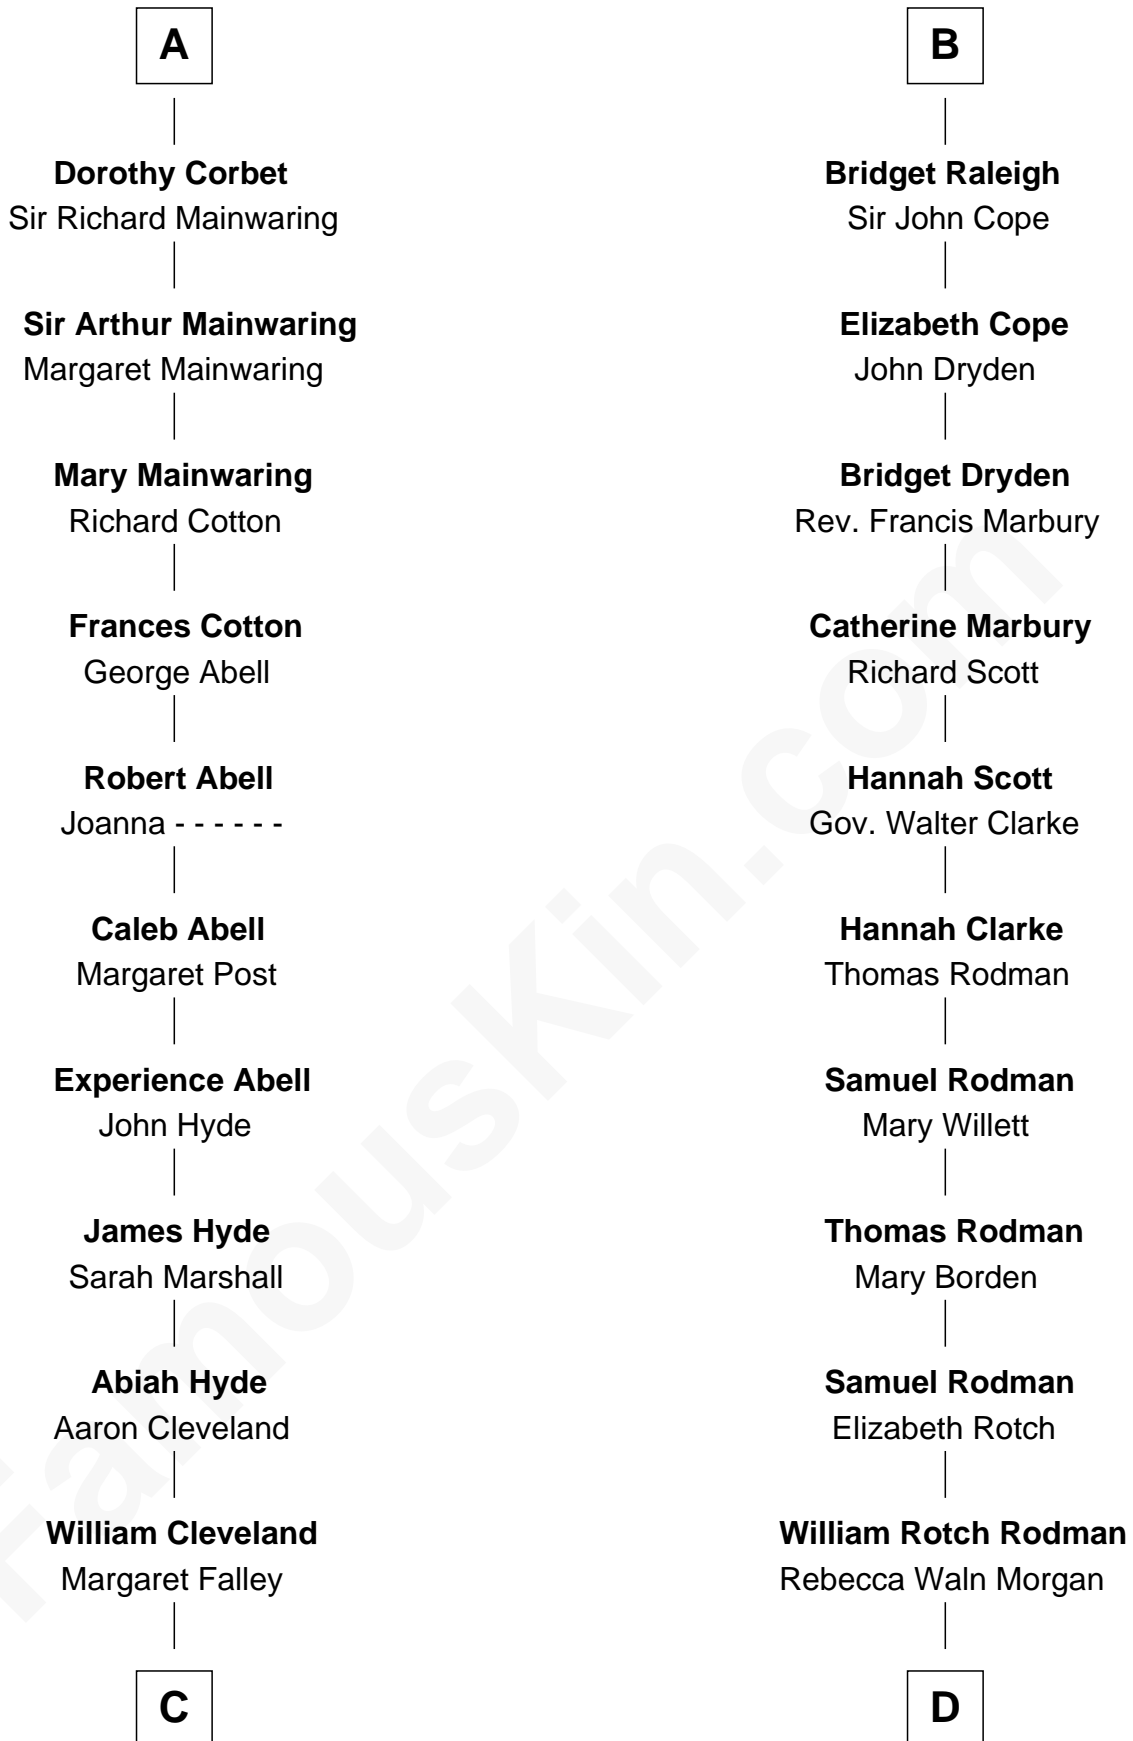 A
Dorothy Corbet
Sir Richard Mainwaring
Sir Arthur Mainwaring
Margaret Mainwaring
Mary Mainwaring
Richard Cotton
Frances Cotton
George Abell
Robert Abell
Joanna - - - - - -
Caleb Abell
Margaret Post
Experience Abell
John Hyde
James Hyde
Sarah Marshall
Abiah Hyde
Aaron Cleveland
William Cleveland
Margaret Falley
C
B
Bridget Raleigh
Sir John Cope
Elizabeth Cope
John Dryden
Bridget Dryden
Rev. Francis Marbury
Catherine Marbury
Richard Scott
Hannah Scott
Gov. Walter Clarke
Hannah Clarke
Thomas Rodman
Samuel Rodman
Mary Willett
Thomas Rodman
Mary Borden
Samuel Rodman
Elizabeth Rotch
William Rotch Rodman
Rebecca Waln Morgan
D
FamousKin.com